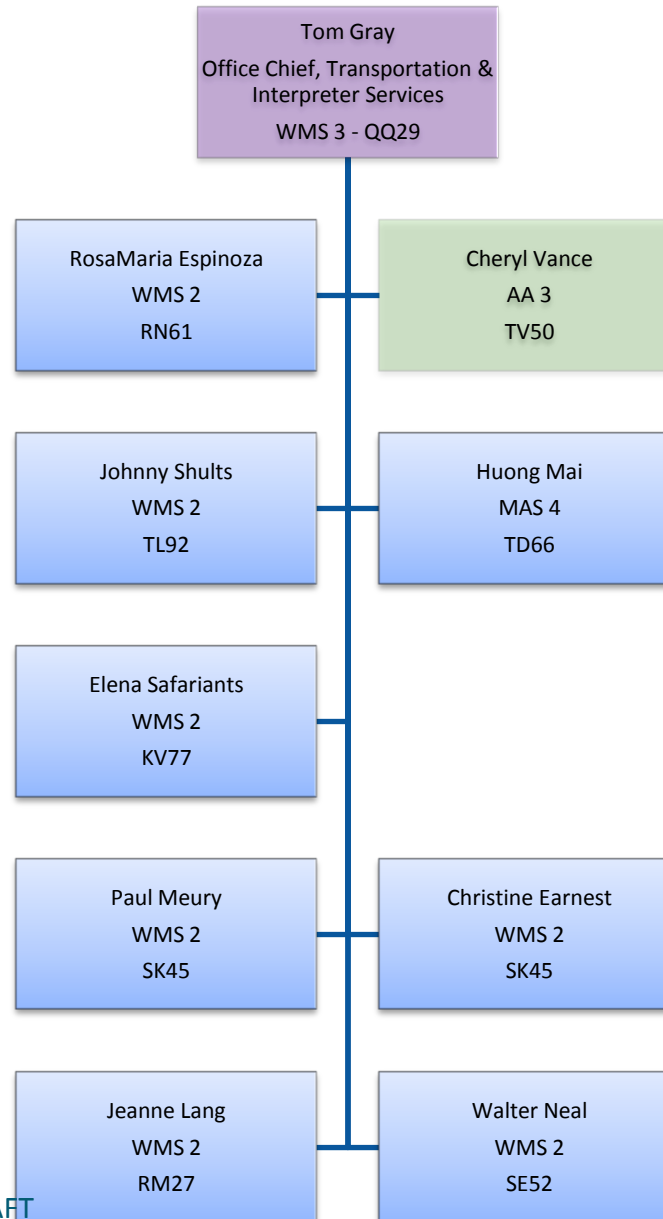 Tom Gray
Office Chief, Transportation &
Interpreter Services
WMS 3 - QQ29
RosaMaria Espinoza
WMS 2
RN61
Cheryl Vance
AA 3
TV50
Johnny Shults
WMS 2
TL92
Huong Mai
MAS 4
TD66
Elena Safariants
WMS 2
KV77
Paul Meury
WMS 2
SK45
Christine Earnest
WMS 2
SK45
Jeanne Lang
WMS 2
RM27
Walter Neal
WMS 2
SE52
AFT